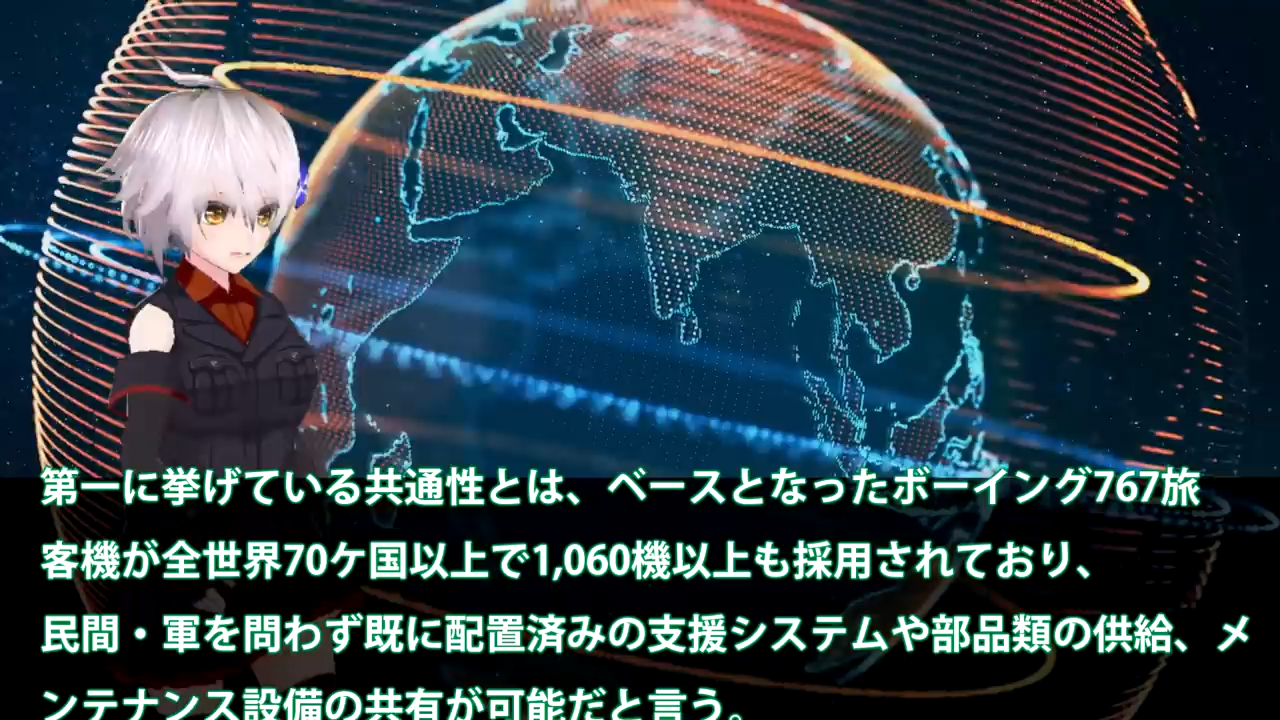 第一に挙げている共通性とは、ベースとなったボーイング767旅
客機が全世界70ケ国以上で1,060機以上も採用されており、
民間・軍を問わず既に配置済みの支援システムや部品類の供給、メ
ンテナンス設備の共有が可能だと言う。